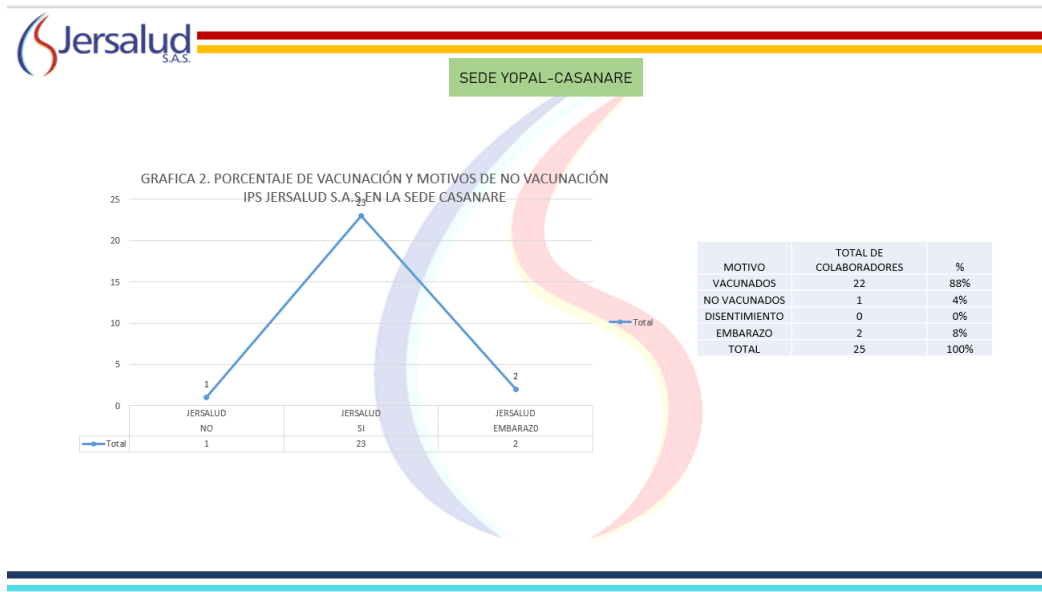 Jersalud
S.A.S.
SEDE YOPAL-CASANARE
GRAFICA 2. PORCENTAJE DE VACUNACIÓN Y MOTIVOS DE NO VACUNACIÓN
IPS JERSALUD S.A.S EN LA SEDE CASANARE
25
20
15
10
5
0
1
23
2
JERSALUD JERSALUD JERSALUD
NO SI EMBARAZ0
Total 1 23 2
Total
MOTIVO TOTAL DE COLABORADORES %
VACUNADOS 22 88%
NO VACUNADOS 1 4%
DISENTIMIENTO 0 0%
EMBARAZO 2 8%
TOTAL 25 100%